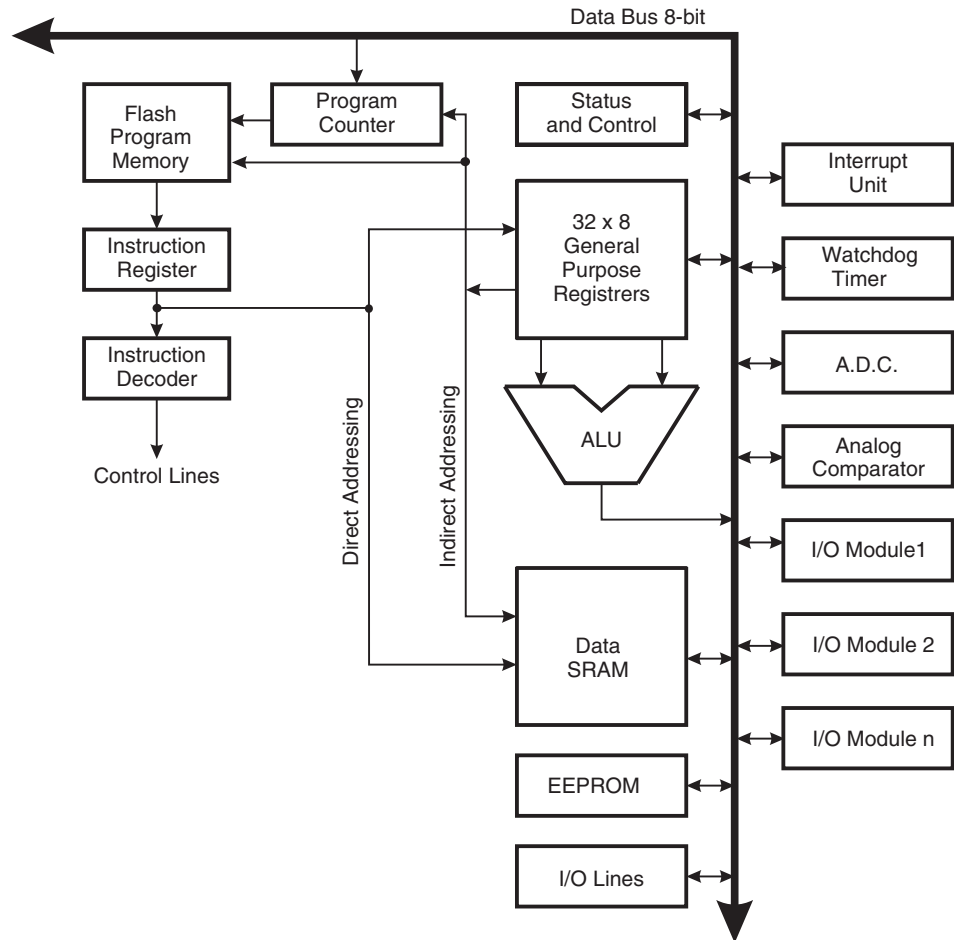 Data Bus 8-bit
Flash
Program
Memory
Program
Counter
Status
and Control
Interrupt
Unit
32 x 8
General
Purpose
Registrers
Instruction
Register
Watchdog
Timer
Instruction
Decoder
A.D.C.
ALU
Analog
Comparator
Control Lines
Direct Addressing
Indirect Addressing
I/O Module1
Data
SRAM
I/O Module 2
I/O Module n
EEPROM
I/O Lines